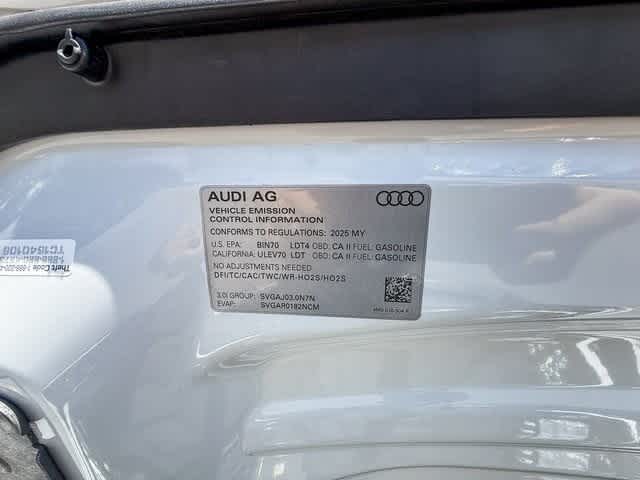 AUDI AG
VEHICLE EMISSION
CONTROL INFORMATION
CONFORMS TO REGULATIONS: 2025 MY
U.S. EPA: BIN70 LDT4 OBD: CA II FUEL: GASOLINE
CALIFORNIA: ULEV70 LDT OBD: CA II FUEL: GASOLINE
NO ADJUSTMENTS NEEDED
DFI/TC/CAC/TWC/WR-HO2S/HO2S
3.0l GROUP: SVGAJ03.0N7N
EVAP: SVGAR0182NCM
TC1540106
Theft Code